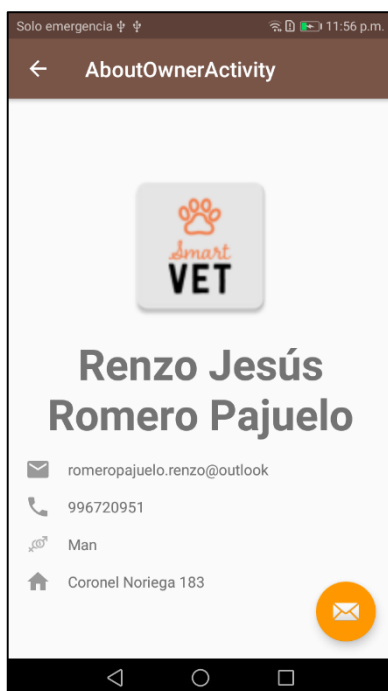 Solo emergencia 11:56 p.m.
AboutOwnerActivity
Smart
VET
Renzo Jesús
Romero Pajuelo
romeropajuelo.renzo@outlook
996720951
Man
Coronel Noriega 183